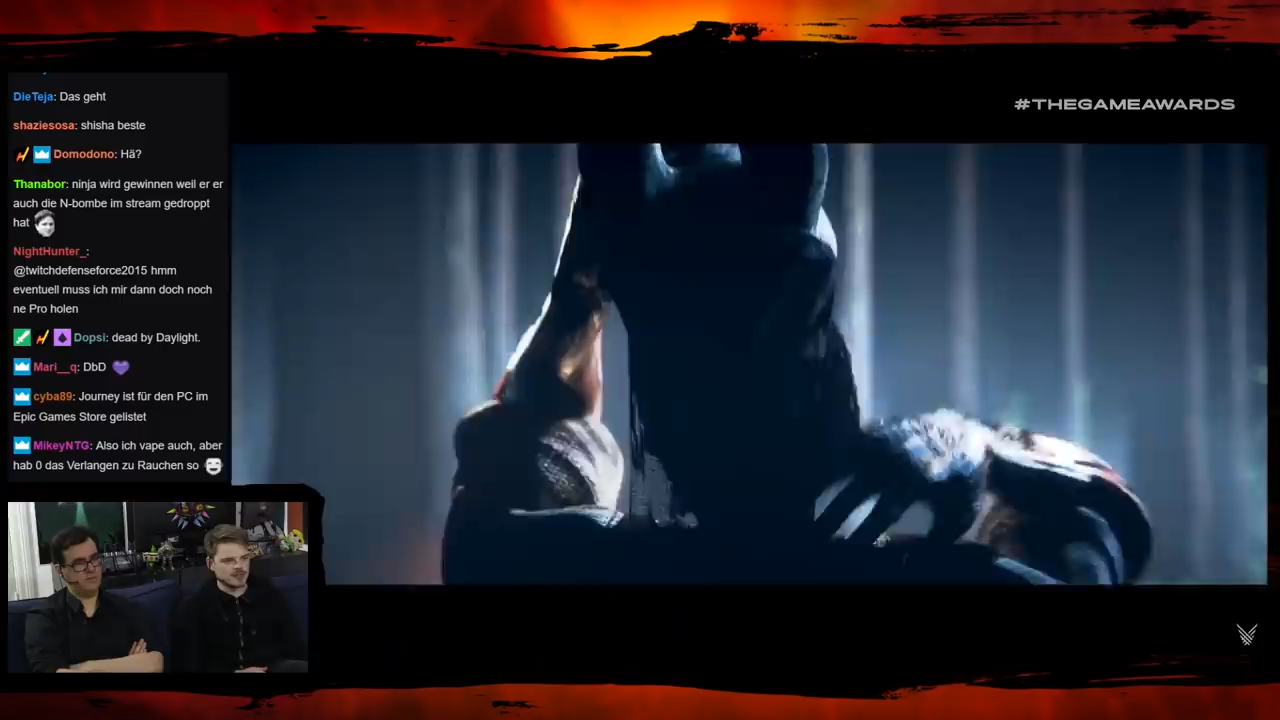 #THEGAMEAWARDS
DieTeja: Das geht
shaziesosa: shisha beste
Domodono: Hä?
Thanabor: ninja wird gewinnen weil er er
auch die N-bombe im stream gedroppt
hat
NightHunter_:
@twitchdefenseforce2015 hmm
eventuell muss ich mir dann doch noch
ne Pro holen
Dopsi: dead by Daylight.
Mari__q: DbD
cyba89: Journey ist für den PC im
Epic Games Store gelistet
MikeyNTG: Also ich vape auch, aber
hab 0 das Verlangen zu Rauchen so